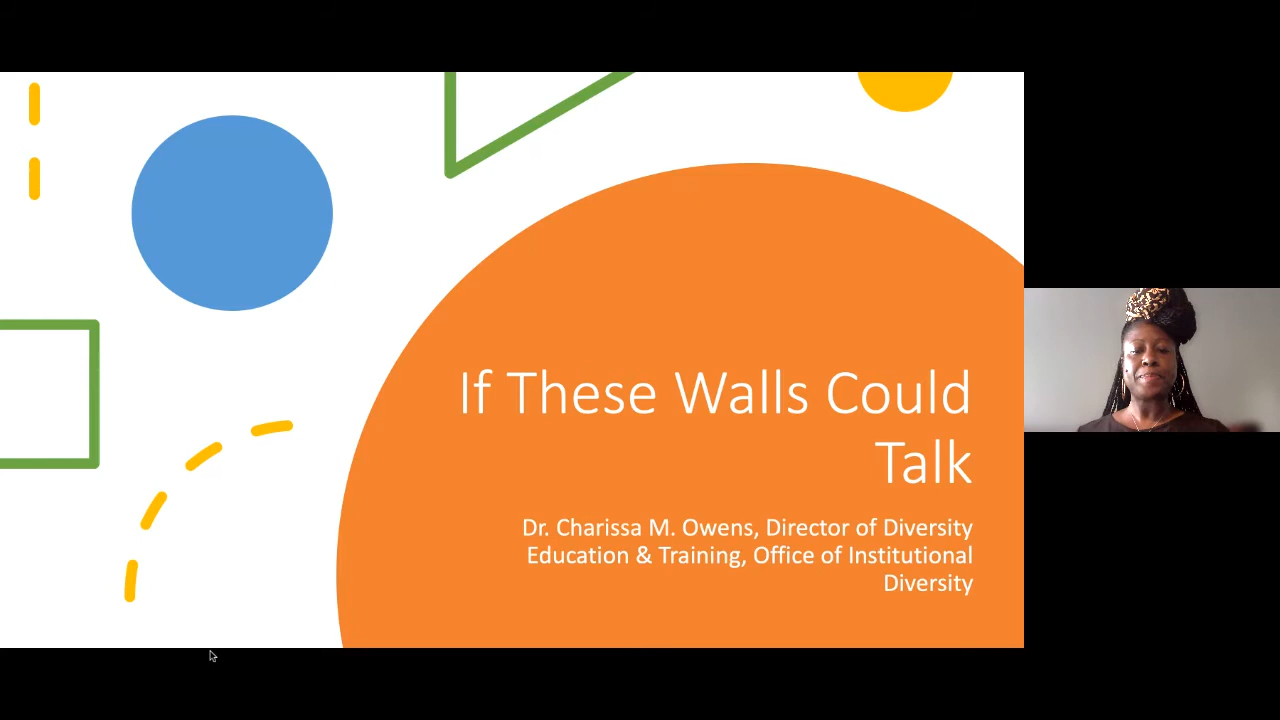 If These Walls Could
Talk
Dr. Charissa M. Owens, Director of Diversity
Education & Training, Office of Institutional
Diversity